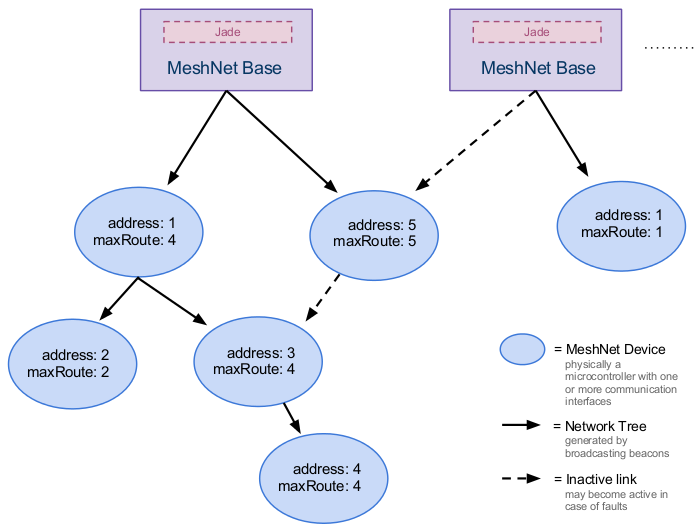 Jade
MeshNet Base
Jade
MeshNet Base
address: 1
maxRoute: 4
address: 5
maxRoute: 5
address: 1
maxRoute: 1
address: 2
maxRoute: 2
address: 3
maxRoute: 4
address: 4
maxRoute: 4
= MeshNet Device
physically a
microcontroller with one
or more communication
interfaces
= Network Tree
generated by
broadcasting beacons
= Inactive link
may become active in
case of faults